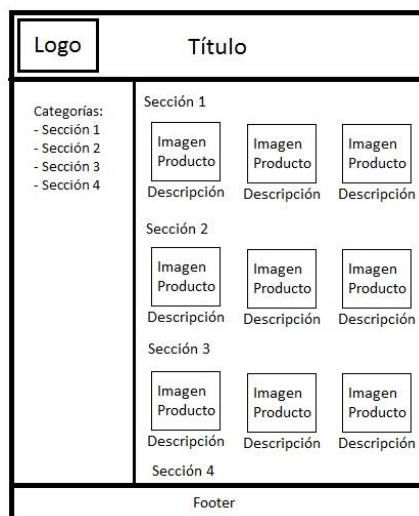 Logo
Título
Categorías:
- Sección 1
- Sección 2
- Sección 3
- Sección 4
Sección 1
Imagen
Producto
Imagen
Producto
Imagen
Producto
Descripción
Descripción
Descripción
Sección 2
Imagen
Producto
Imagen
Producto
Imagen
Producto
Descripción
Descripción
Descripción
Sección 3
Imagen
Producto
Imagen
Producto
Imagen
Producto
Descripción
Descripción
Descripción
Sección 4
Footer